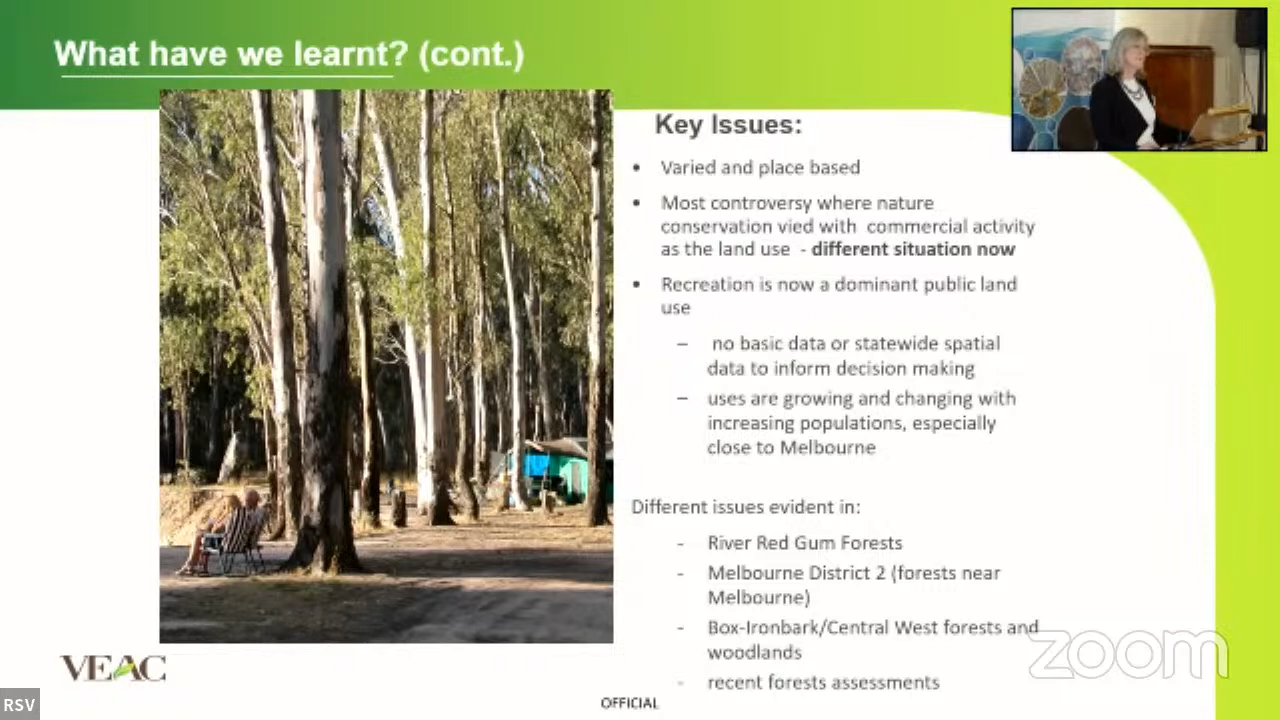 What have we learnt? (cont.)
Key Issues:
• Varied and place based
• Most controversy where nature
conservation vied with commercial activity
as the land use - different situation now
• Recreation is now a dominant public land
use
– no basic data or statewide spatial
data to inform decision making
– uses are growing and changing with
increasing populations, especially
close to Melbourne
Different issues evident in:
- River Red Gum Forests
- Melbourne District 2 (forests near
Melbourne)
- Box-Ironbark/Central West forests and
woodlands
- recent forests assessments
VEAC
zoom
RSV
OFFICIAL